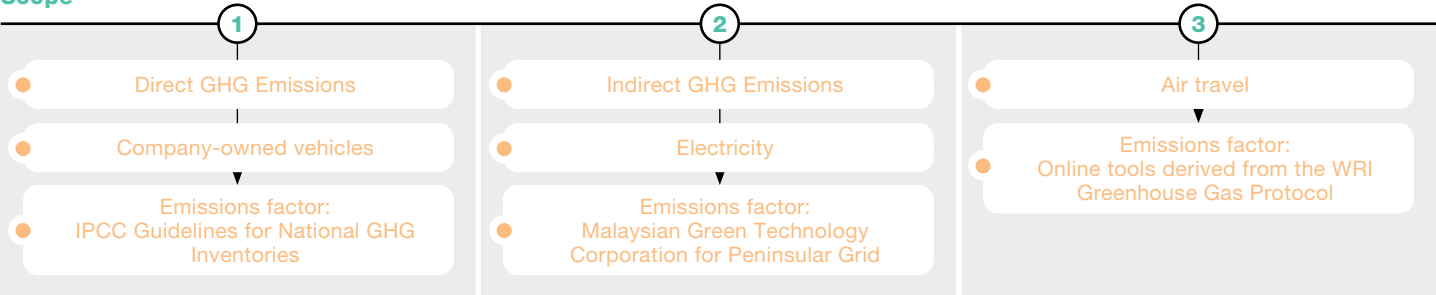 Scope
1
2
3
Direct GHG Emissions
Company-owned vehicles
Emissions factor:
IPCC Guidelines for National GHG
Inventories
Indirect GHG Emissions
Electricity
Emissions factor:
Malaysian Green Technology
Corporation for Peninsular Grid
Air travel
Emissions factor:
Online tools derived from the WRI
Greenhouse Gas Protocol